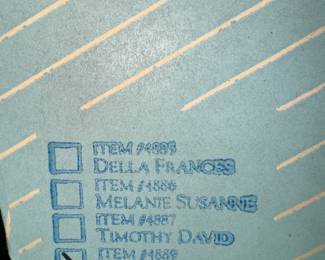 ITEM #4885
DELLA FRANCES
ITEM #4886
MELANIE SUSANNE
ITEM #4887
TIMOTHY DAVID
ITEM #4889